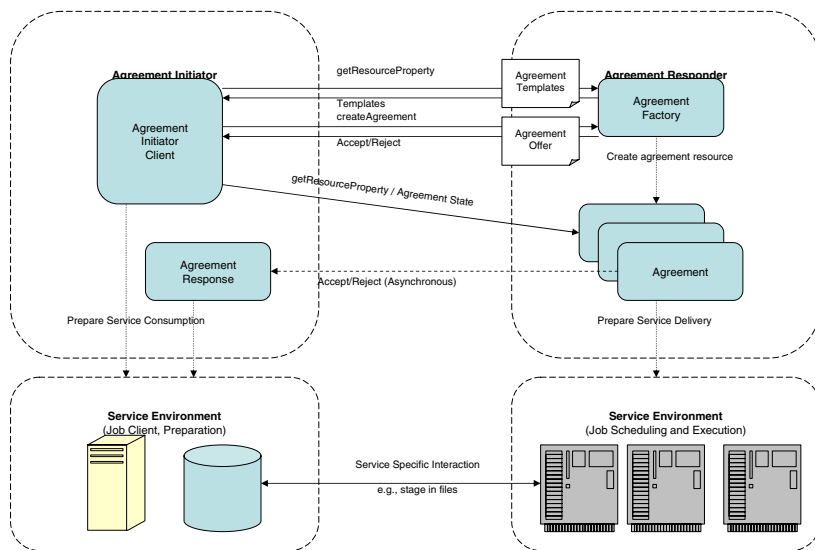 Agreement Initiator
Agreement Responder
getResourceProperty
Agreement
Templates
Templates
createAgreement
Agreement
Initiator
Client
Agreement
Factory
Accept/Reject
Agreement
Offer
Create agreement resource
getResourceProperty / Agreement State
Agreement
Response
Accept/Reject (Asynchronous)
Agreement
Prepare Service Consumption
Prepare Service Delivery
Service Environment
(Job Client, Preparation)
Service Environment
(Job Scheduling and Execution)
Service Specific Interaction
e.g., stage in files